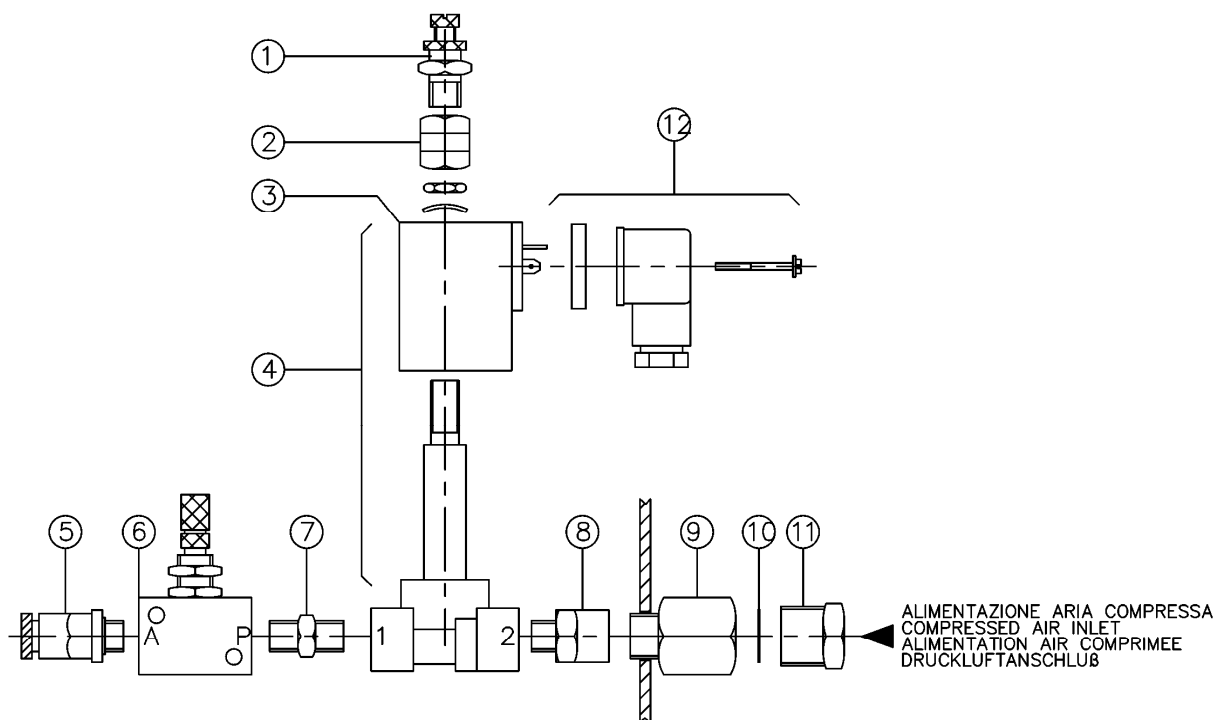 1
2
12
3
4
5
6
7
8
9
10
11
A
P
1
2
ALIMENTAZIONE ARIA COMPRESSA
COMPRESSED AIR INLET
ALIMENTATION AIR COMPRIMEE
DRUCKLUFTANSCHLUß